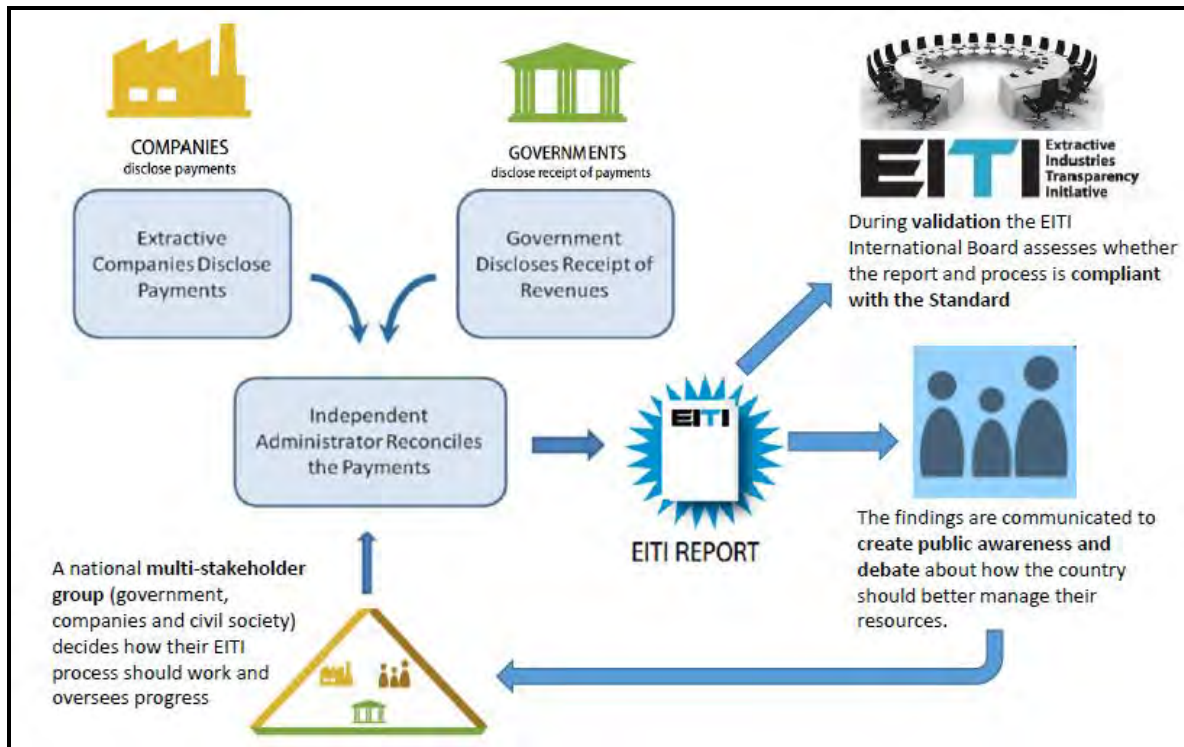 COMPANIES
disclose payments
Extractive
Companies Disclose
Payments
GOVERNMENTS
disclose receipt of payments
Government
Discloses Receipt of
Revenues
EITI
Extractive
Industries
Transparency
Initiative
During validation the EITI
International Board assesses whether
the report and process is compliant
with the Standard
Independent
Administrator Reconciles
the Payments
EITI
EITI REPORT
The findings are communicated to
create public awareness and
debate about how the country
should better manage their
resources.
A national multi-stakeholder
group (government,
companies and civil society)
decides how their EITI
process should work and
oversees progress